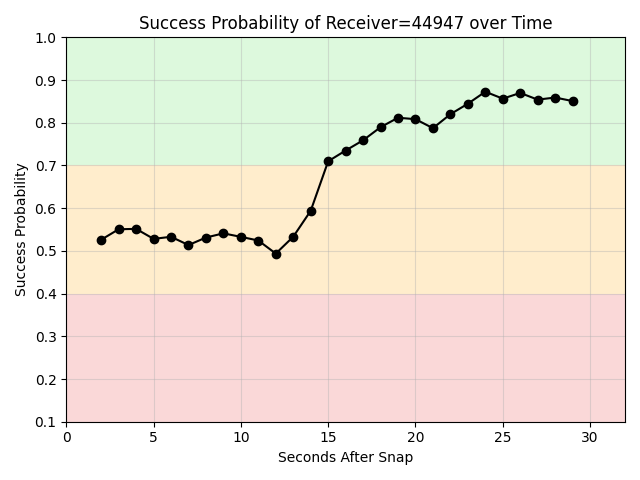 Success Probability of Receiver=44947 over Time
1.0
0.9
0.8
0.7
0.6
0.5
0.4
0.3
0.2
0.1
Success Probability
0 5 10 15 20 25 30
Seconds After Snap